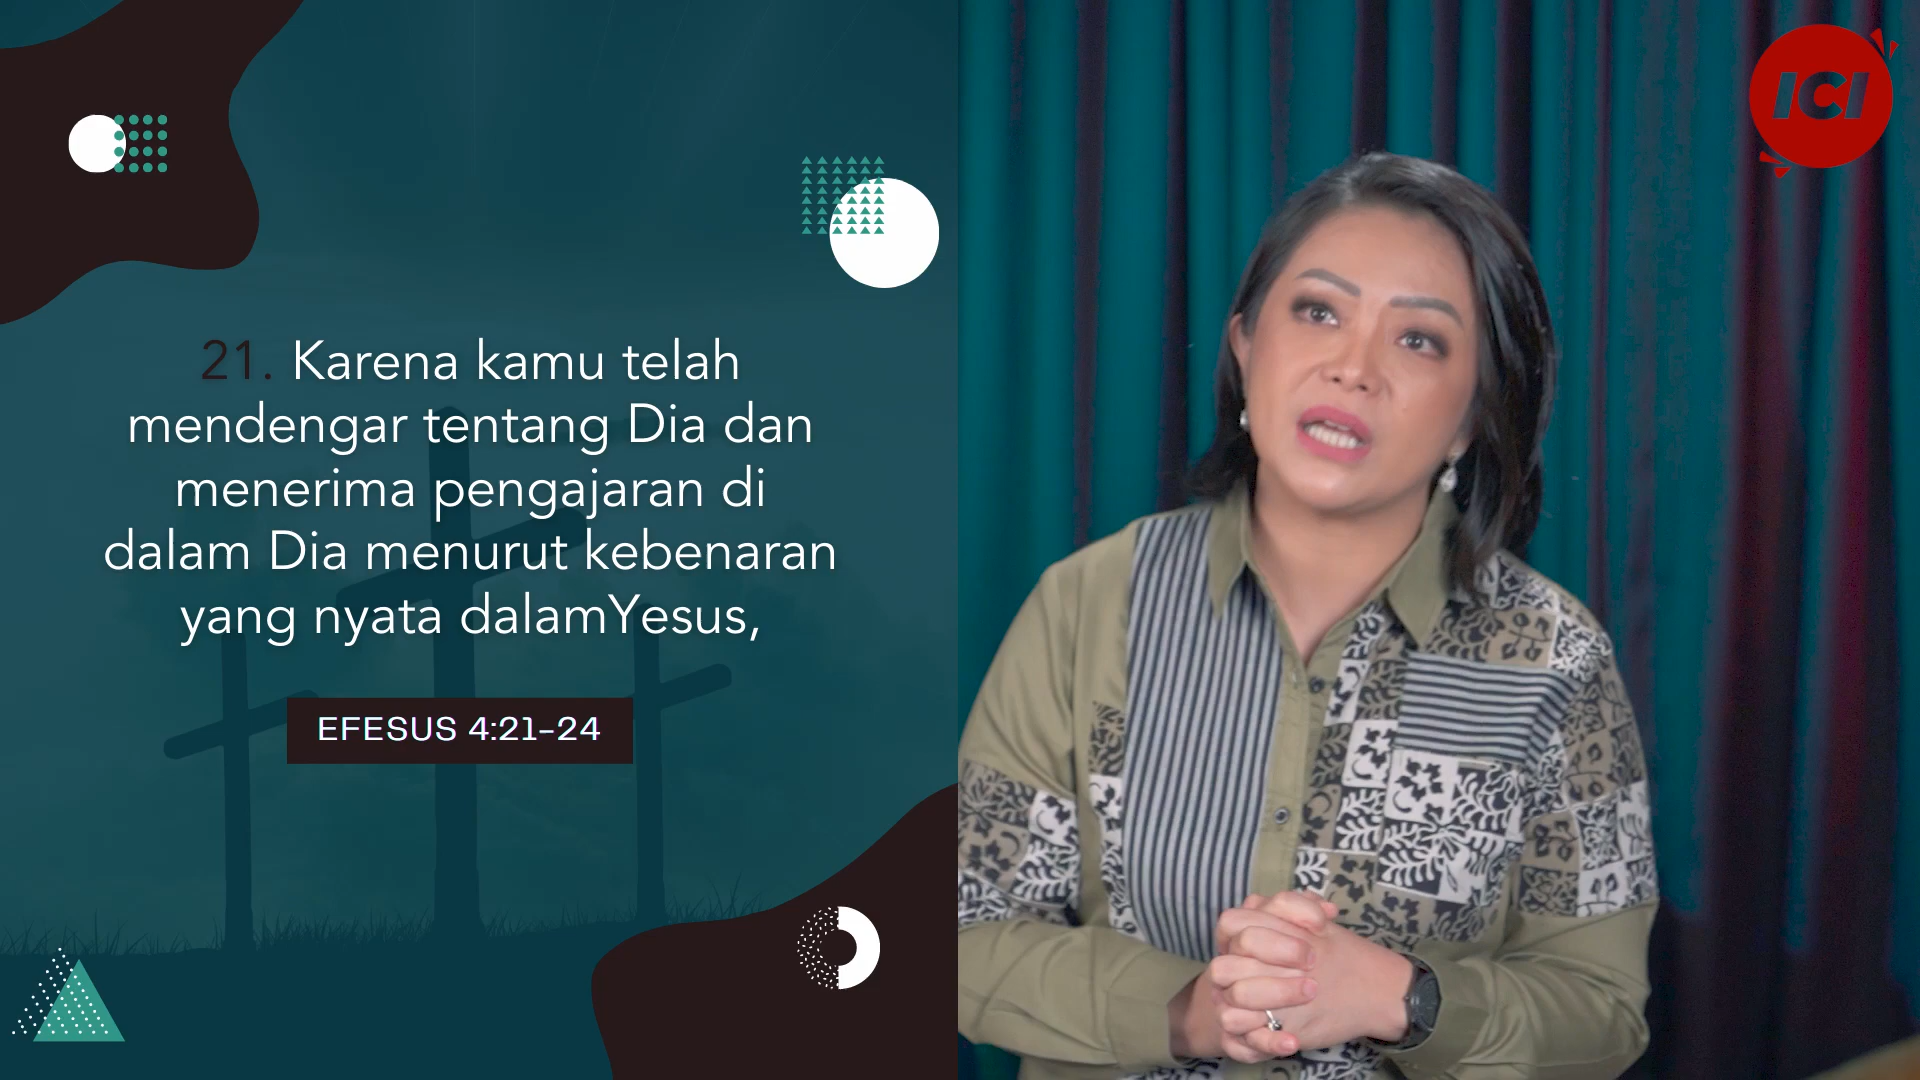 21. Karena kamu telah
mendengar tentang Dia dan
menerima pengajaran di
dalam Dia menurut kebenaran
yang nyata dalamYesus,
EFESUS 4:21-24
ICI